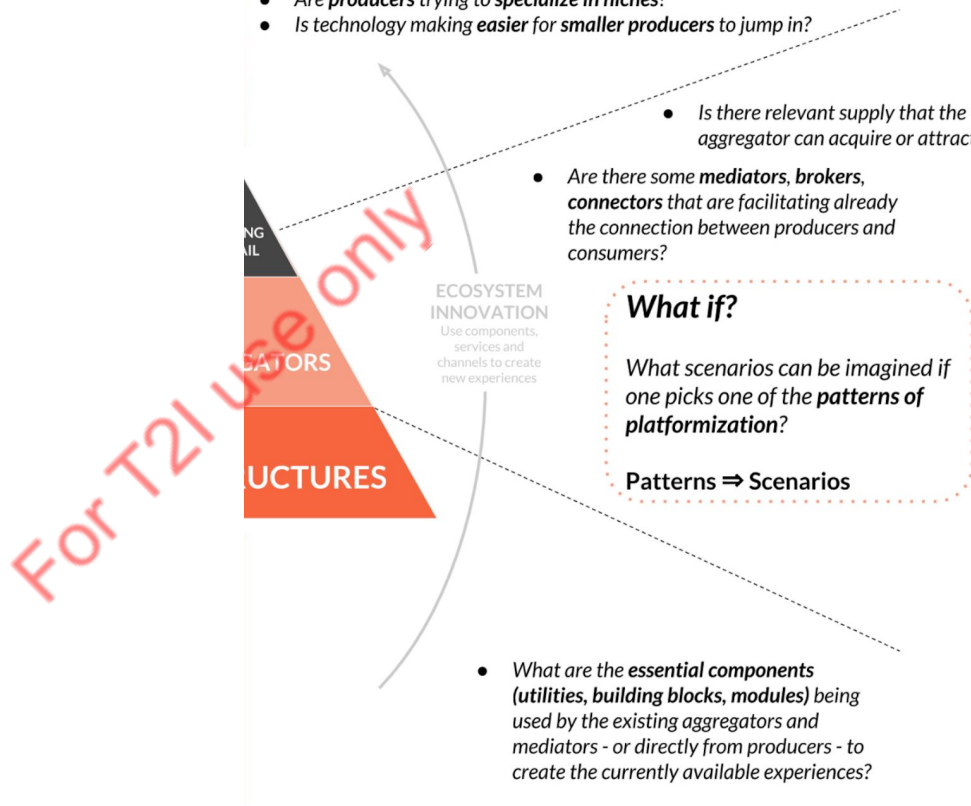 Are producers trying to specialize in niches?
Is technology making easier for smaller producers to jump in?
Is there relevant supply that the
aggregator can acquire or attract
Are there some mediators, brokers,
connectors that are facilitating already
the connection between producers and
consumers?
NG
AIL
ECOSYSTEM
INNOVATION
Use components,
services and
channels to create
new experiences
GATORS
UCTURES
What if?
What scenarios can be imagined if
one picks one of the patterns of
platformization?
Patterns ⇒ Scenarios
What are the essential components
(utilities, building blocks, modules) being
used by the existing aggregators and
mediators - or directly from producers - to
create the currently available experiences?
For T2I use only